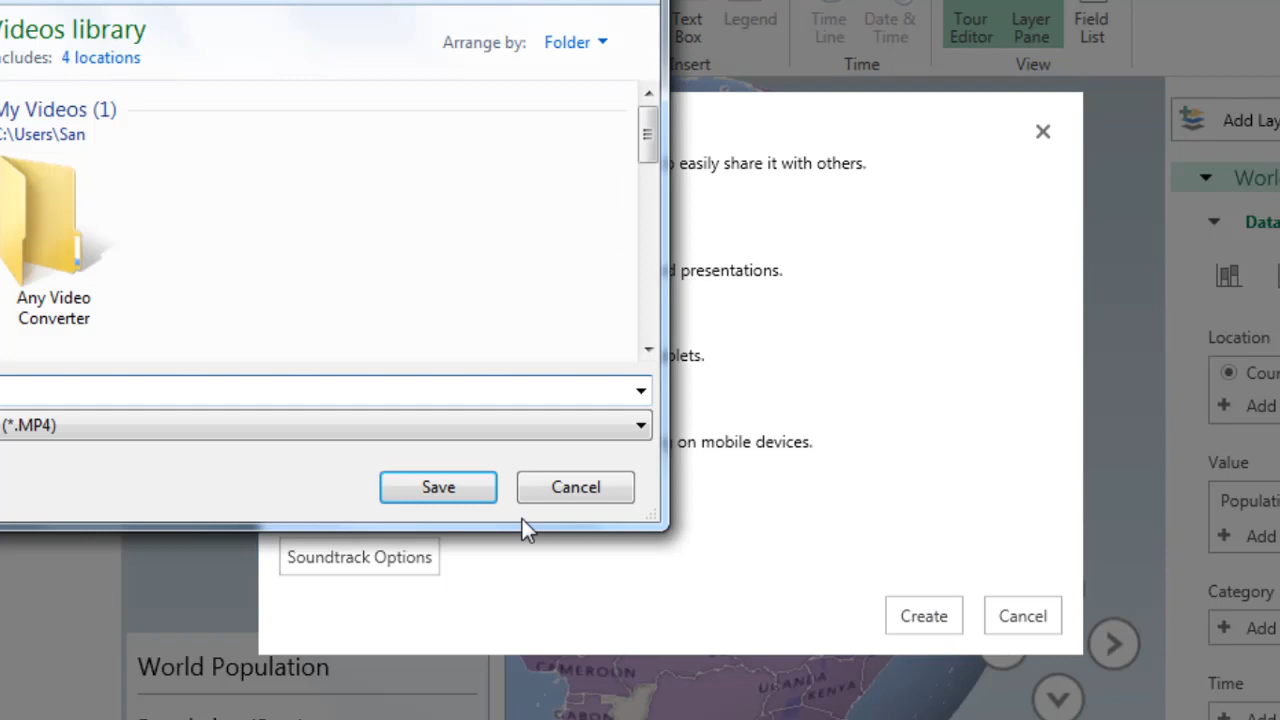 Videos library
Includes: 4 locations
Arrange by: Folder
My Videos (1)
C:\Users\San
Any Video
Converter
(*.MP4)
Save
Cancel
Text
Box
Legend
Insert
Time
Line
Date &
Time
Time
Tour
Editor
Layer
Pane
Field
List
View
easily share it with others.
presentations.
on mobile devices.
Soundtrack Options
Create
Cancel
World Population
CAMEROON
GABON
UGANDA
KENYA
Add Lay
Worl
Data
Location
Cou
Add
Value
Populati
Add
Category
Add
Time
Add